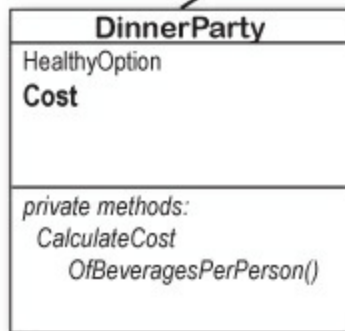 DinnerParty
HealthyOption
Cost
private methods:
CalculateCost
OfBeveragesPerPerson()